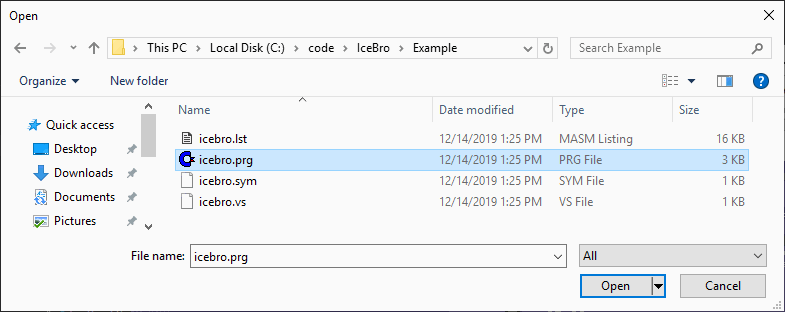 Open
This PC > Local Disk (C:) > code > IceBro > Example
Search Example
Organize New folder
Name Date modified Type Size
Quick access
Desktop
Downloads
Documents
Pictures
icebro.lst 12/14/2019 1:25 PM MASM Listing 16 KB
icebro.prg 12/14/2019 1:25 PM PRG File 3 KB
icebro.sym 12/14/2019 1:25 PM SYM File 1 KB
icebro.vs 12/14/2019 1:25 PM VS File 1 KB
File name: icebro.prg All
Open Cancel